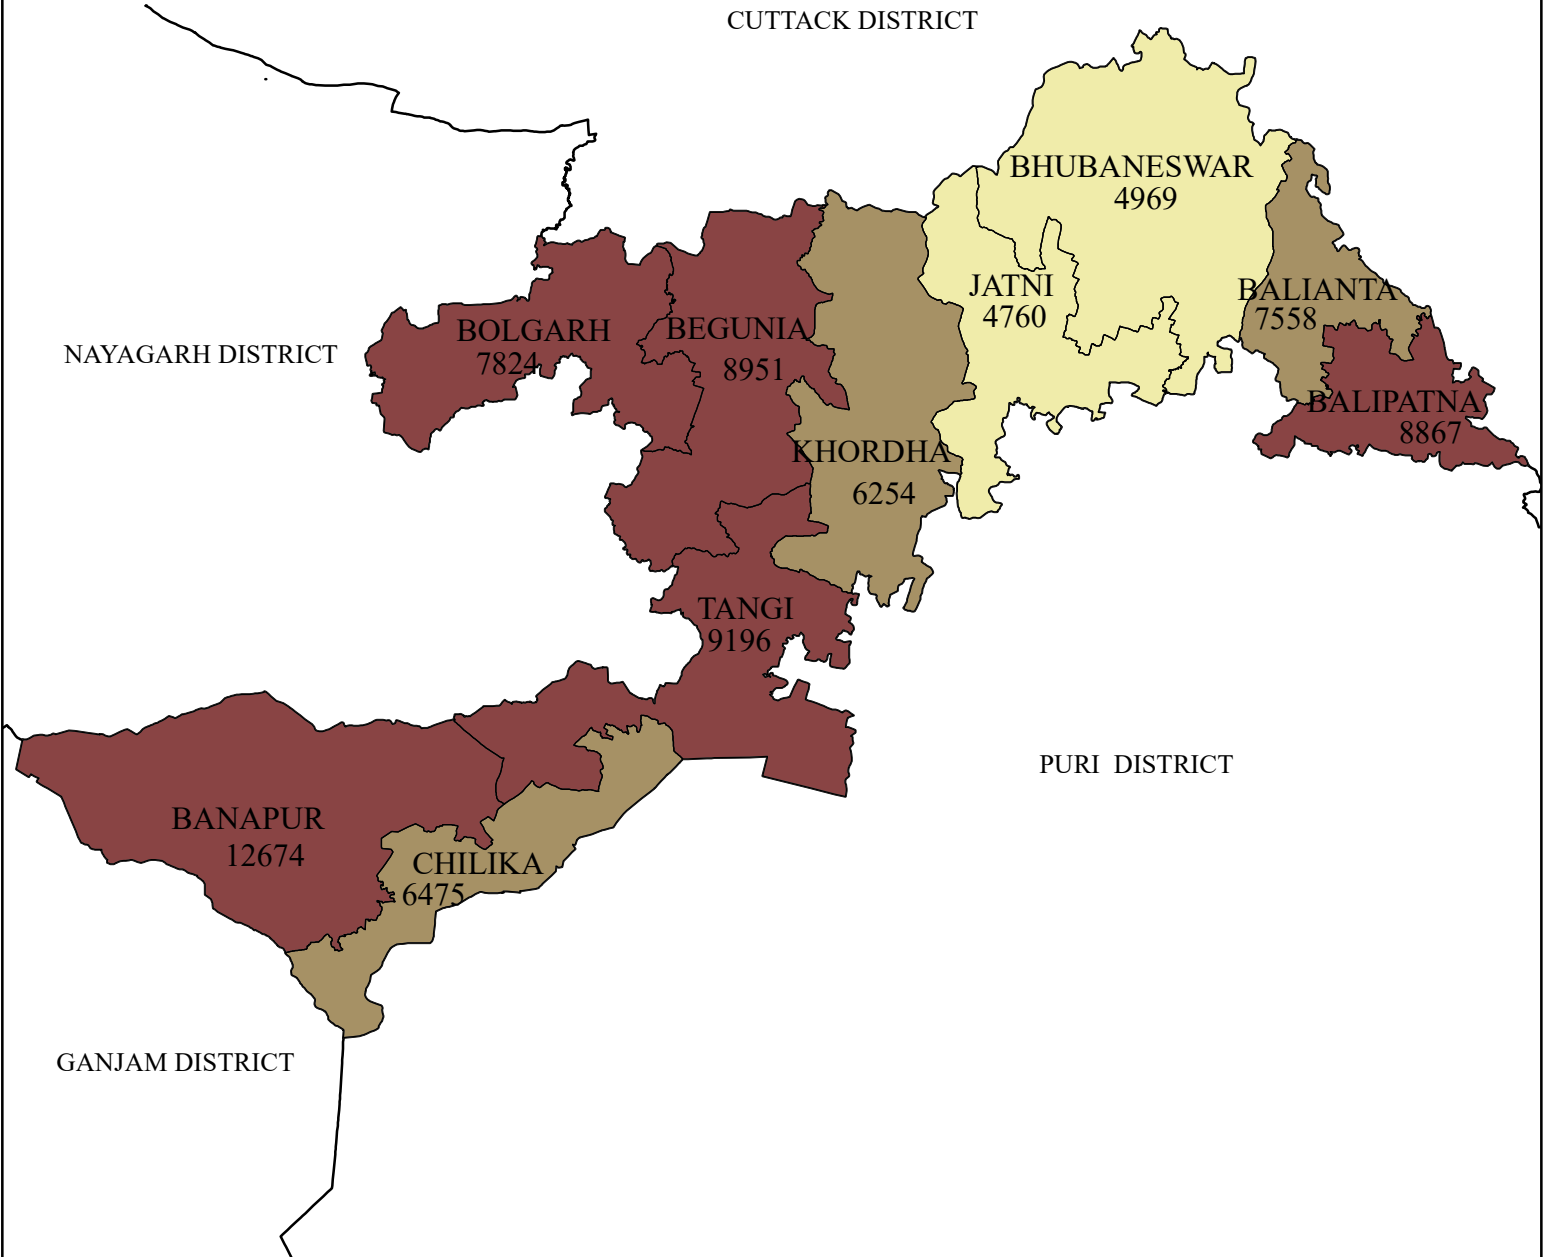 CUTTACK DISTRICT
BHUBANESWAR
4969
JATNI
4760
BALIANTA
7558
NAYAGARH DISTRICT
BOLGARH
7824
BEGUNIA
8951
BALIPATNA
8867
KHORDHA
6254
TANGI
9196
PURI DISTRICT
BANAPUR
12674
CHILIKA
6475
GANJAM DISTRICT